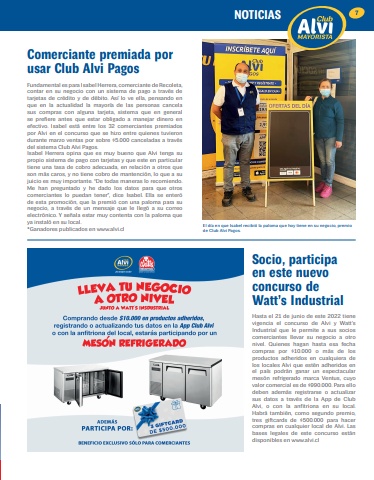 NOTICIAS
Club
Alvi
MAYORISTA
7
Comerciante premiada por
usar Club Alvi Pagos
Fundamental es para Isabel Herrera, comerciante de Recoleta,
contar en su negocio con un sistema de pago a través de
tarjetas de crédito y de débito. Así lo ve ella, pensando en
que en la actualidad la mayoría de las personas cancela
sus compras con alguna tarjeta, sistema que en general
se prefiere antes que estar obligado a manejar dinero en
efectivo. Isabel está entre los 32 comerciantes premiados
por Alvi en el concurso que se hizo entre quienes tuvieron
durante marzo ventas por sobre $5.000 canceladas a través
del sistema Club Alvi Pagos.
Isabel Herrera opina que es muy bueno que Alvi tenga su
propio sistema de pago con tarjetas y que este en particular
tiene una tasa de cobro adecuada, en relación a otros que
son más caros, y no tiene cobro de mantención, lo que a su
juicio es muy importante. "De todas maneras lo recomiendo.
Me han preguntado y he dado los datos para que otros
comerciantes lo puedan tener", dice Isabel. Ella se enteró
de esta promoción, que la premió con una paloma para su
negocio, a través de un mensaje que le llegó a su correo
electrónico. Y señala estar muy contenta con la paloma que
ya instaló en su local.
*Ganadores publicados en www.alvi.cl
INSCRÍBETE AQUÍ
OFERTAS DEL DÍA
El día en que Isabel recibió la paloma que hoy tiene en su negocio, premio
de Club Alvi Pagos.
Alvi
LLEVA TU NEGOCIO
A OTRO NIVEL
JUNTO A WATT'S INDUSTRIAL
Comprando desde $10.000 en productos adheridos,
registrando o actualizando tus datos en la App Club Alvi
o con la anfitriona del local, estarás participando por un
MESÓN REFRIGERADO
ADEMÁS
PARTICIPA POR:
3 GIFTCARD
DE $500.000
BENEFICIO EXCLUSIVO SÓLO PARA COMERCIANTES
Socio, participa
en este nuevo
concurso de
Watt's Industrial
Hasta el 21 de junio de este 2022 tiene
vigencia el concurso de Alvi y Watt's
Industrial que le permite a sus socios
comerciantes llevar su negocio a otro
nivel. Quienes hagan hasta esa fecha
compras por $10.000 o más de los
productos adheridos en cualquiera de
los locales Alvi que estén adheridos en
el país podrán ganar un espectacular
mesón refrigerado marca Ventus, cuyo
valor comercial es de $890.000. Para ello
deben además registrarse o actualizar
sus datos a través de la App de Club
Alvi, o con la anfitriona en su local.
Habrá también, como segundo premio,
tres giftcards de $500.000 para hacer
compras en cualquier local de Alvi. Las
bases legales de este concurso están
disponibles en www.alvi.cl